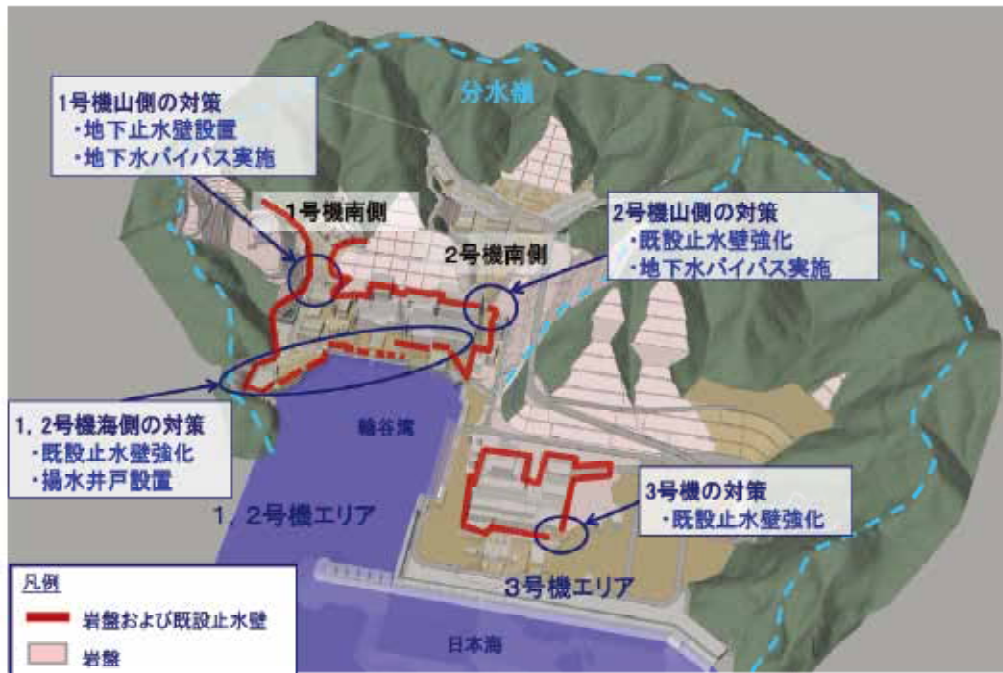 分水嶺
1号機山側の対策
・地下止水壁設置
・地下水バイパス実施
1号機南側
2号機南側
2号機山側の対策
・既設止水壁強化
・地下水バイパス実施
1,2号機海側の対策
・既設止水壁強化
・揚水井戸設置
輪谷湾
1,2号機エリア
3号機の対策
・既設止水壁強化
3号機エリア
日本海
凡例
岩盤および既設止水壁
岩盤